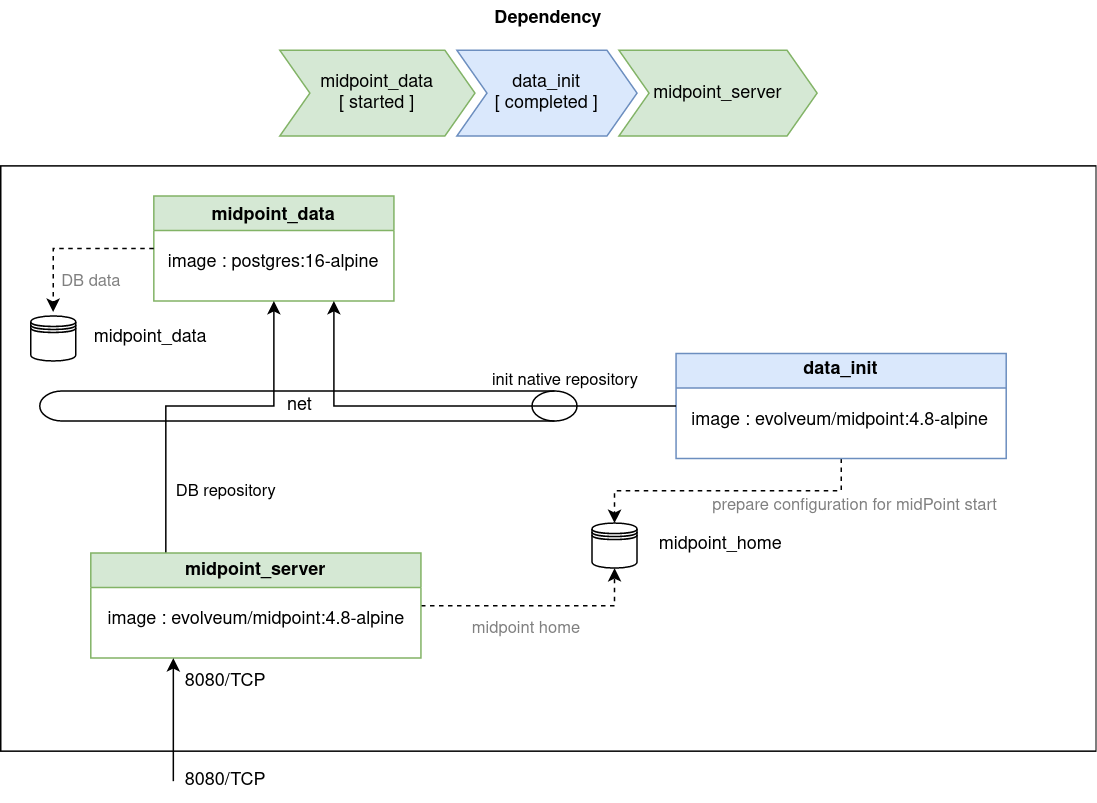 Dependency
midpoint_data
[ started ]
data_init
[ completed ]
midpoint_server
midpoint_data
image : postgres:16-alpine
DB data
midpoint_data
init native repository
net
data_init
image : evolveum/midpoint:4.8-alpine
DB repository
prepare configuration for midPoint start
midpoint_home
midpoint_server
image : evolveum/midpoint:4.8-alpine
midpoint home
8080/TCP
8080/TCP